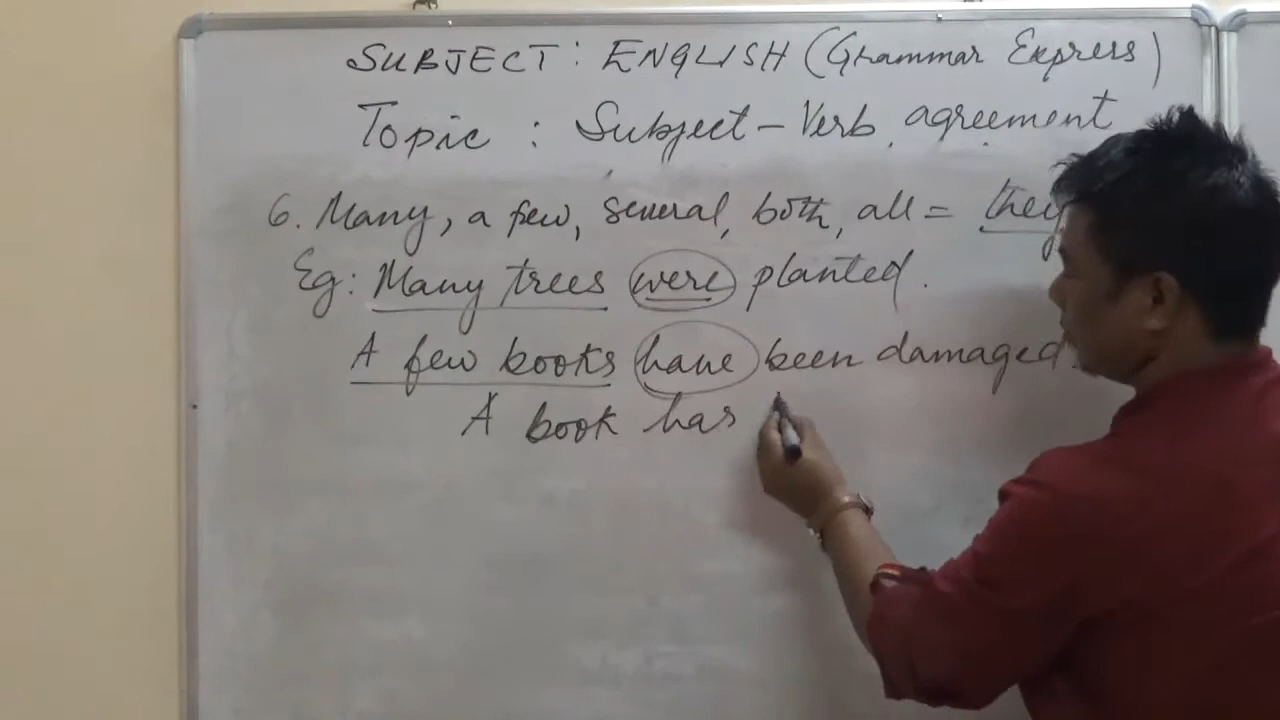 SUBJECT : ENGLISH (Grammar Express)
Topic : Subject - Verb agreement
6. Many, a few, several, both, all = they
Eg: Many trees were planted.
A few books have been damaged.
A book has